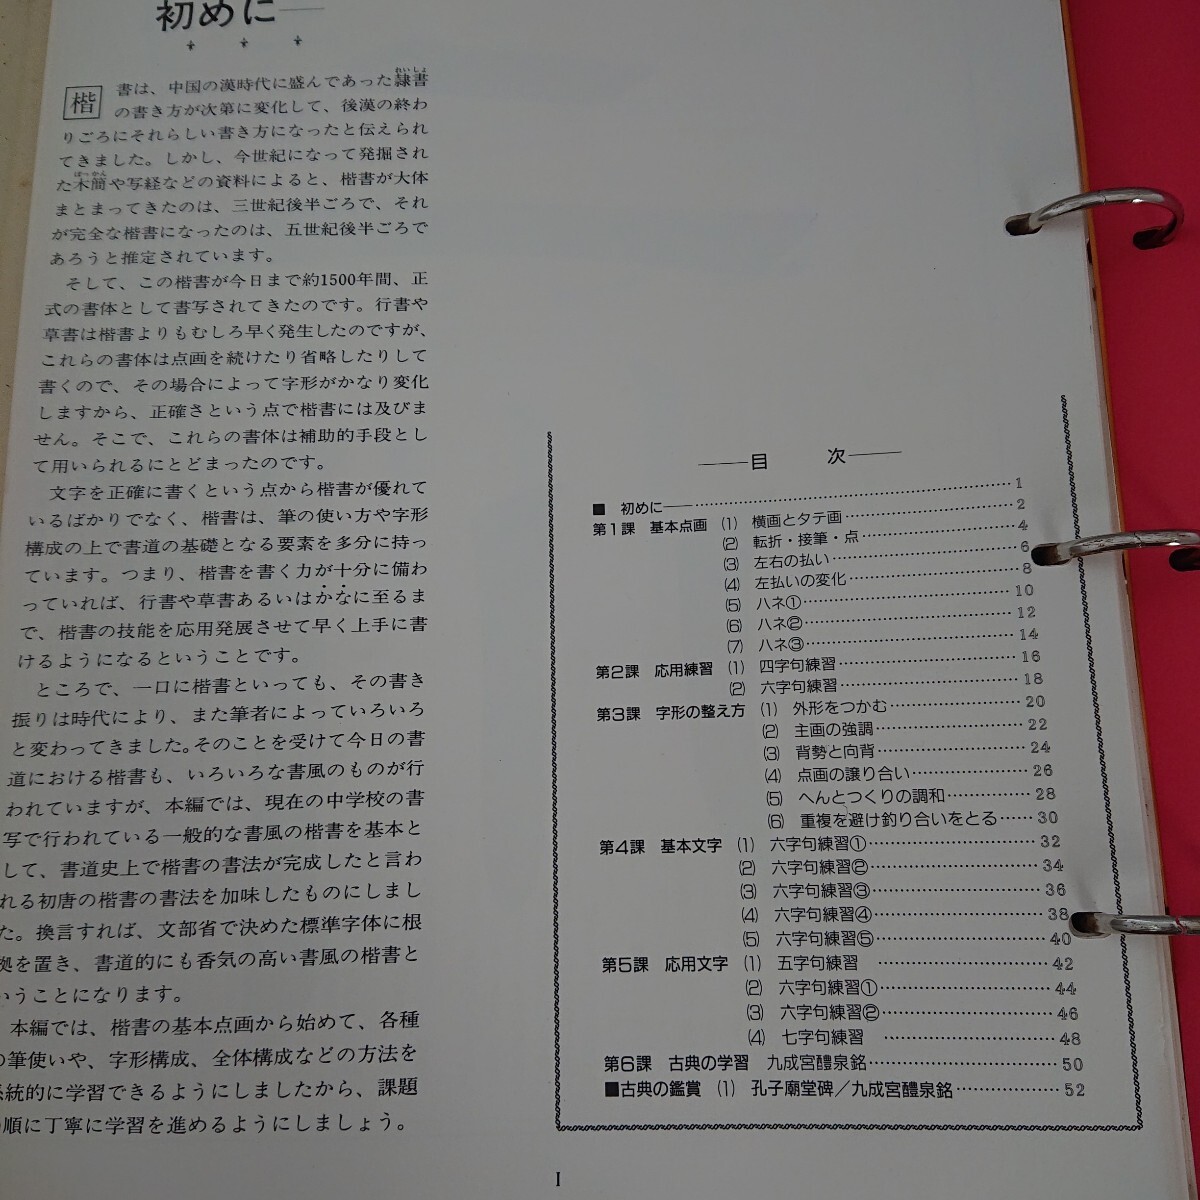 初めに──
楷書は、中国の漢時代に盛んであった隷書
の書き方が次第に変化して、後漢の終わ
りごろにそれらしい書き方になったと伝えられ
てきました。しかし、今世紀になって発掘され
た木簡や写経などの資料によると、楷書が大体
まとまってきたのは、三世紀後半ごろで、それ
が完全な楷書になったのは、五世紀後半ごろで
あろうと推定されています。
そして、この楷書が今日まで約1500年間、正
式の書体として書写されてきたのです。行書や
草書は楷書よりもむしろ早く発生したのですが、
これらの書体は点画を続けたり省略したりして
書くので、その場合によって字形がかなり変化
しますから、正確さという点で楷書には及びま
せん。そこで、これらの書体は補助的手段とし
て用いられるにとどまったのです。
文字を正確に書くという点から楷書が優れて
いるばかりでなく、楷書は、筆の使い方や字形
構成の上で書道の基礎となる要素を多分に持っ
ています。つまり、楷書を書く力が十分に備わ
っていれば、行書や草書あるいはかなに至るま
で、楷書の技能を応用発展させて早く上手に書
けるようになるということです。
ところで、一口に楷書といっても、その書き
振りは時代により、また筆者によっていろいろ
と変わってきました。そのことを受けて今日の書
道における楷書も、いろいろな書風のものが行
われていますが、本編では、現在の中学校の書
写で行われている一般的な書風の楷書を基本と
して、書道史上で楷書の書法が完成したと言わ
れる初唐の楷書の書法を加味したものにしまし
た。換言すれば、文部省で決めた標準字体に根
拠を置き、書道的にも香気の高い書風の楷書と
いうことになります。
本編では、楷書の基本点画から始めて、各種
の筆使いや、字形構成、全体構成などの方法を
系統的に学習できるようにしましたから、課題
の順に丁寧に学習を進めるようにしましょう。
──目　次──
■ 初めに──……1
第1課 基本点画 (1) 横画とタテ画……2
(2) 転折・接筆・点……4
(3) 左右の払い……6
(4) 左払いの変化……8
(5) ハネ①……10
(6) ハネ②……12
(7) ハネ③……14
第2課 応用練習 (1) 四字句練習……16
(2) 六字句練習……18
第3課 字形の整え方 (1) 外形をつかむ……20
(2) 主画の強調……22
(3) 背勢と向背……24
(4) 点画の譲り合い……26
(5) へんとつくりの調和……28
(6) 重複を避け釣り合いをとる……30
第4課 基本文字 (1) 六字句練習①……32
(2) 六字句練習②……34
(3) 六字句練習③……36
(4) 六字句練習④……38
(5) 六字句練習⑤……40
第5課 応用文字 (1) 五字句練習……42
(2) 六字句練習①……44
(3) 六字句練習②……46
(4) 七字句練習……48
第6課 古典の学習 九成宮醴泉銘……50
■古典の鑑賞 (1) 孔子廟堂碑／九成宮醴泉銘……52
I